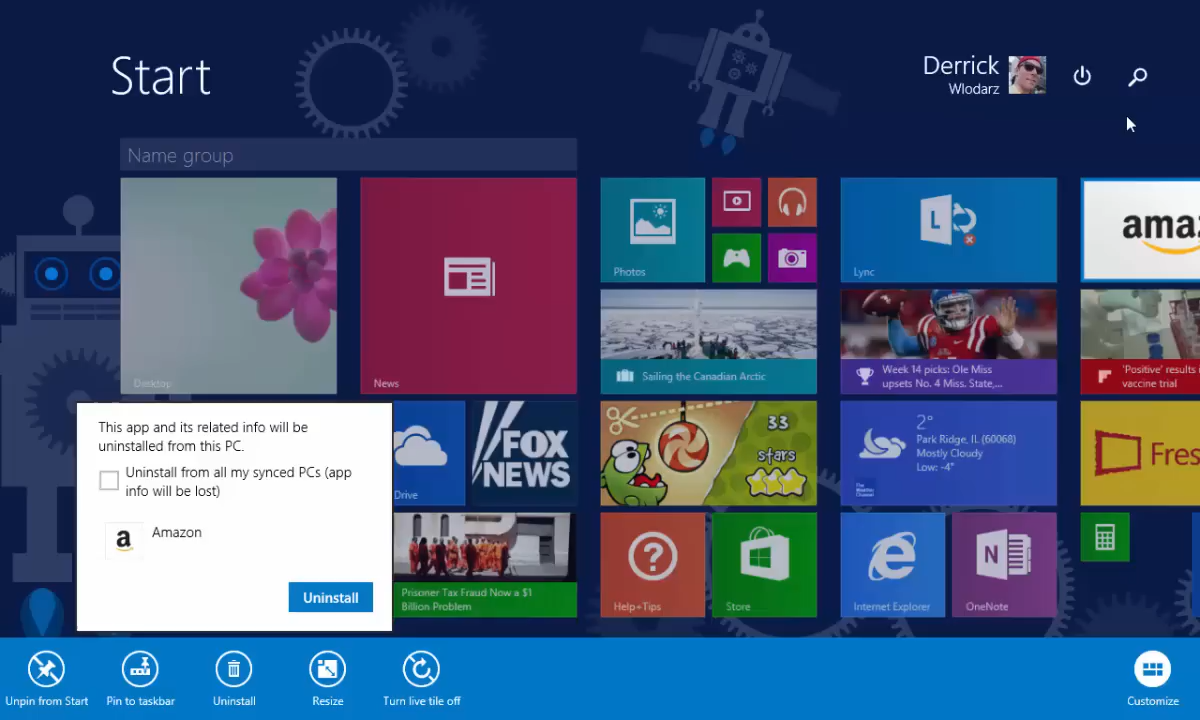 Start
Derrick
Wlodarz
Name group
Desktop
News
Photos
Lync
amaz
Sailing the Canadian Arctic
Week 14 picks: Ole Miss
upsets No. 4 Miss. State,...
'Positive' results
vaccine trial
This app and its related info will be
uninstalled from this PC.
Uninstall from all my synced PCs (app
info will be lost)
a
Amazon
Uninstall
Drive
FOX
NEWS
33
stars
2°
Park Ridge, IL (60068)
Mostly Cloudy
Low: -4°
Fres
Prisoner Tax Fraud Now a $1
Billion Problem
Help+Tips
Store
Internet Explorer
OneNote
Unpin from Start
Pin to taskbar
Uninstall
Resize
Turn live tile off
Customize